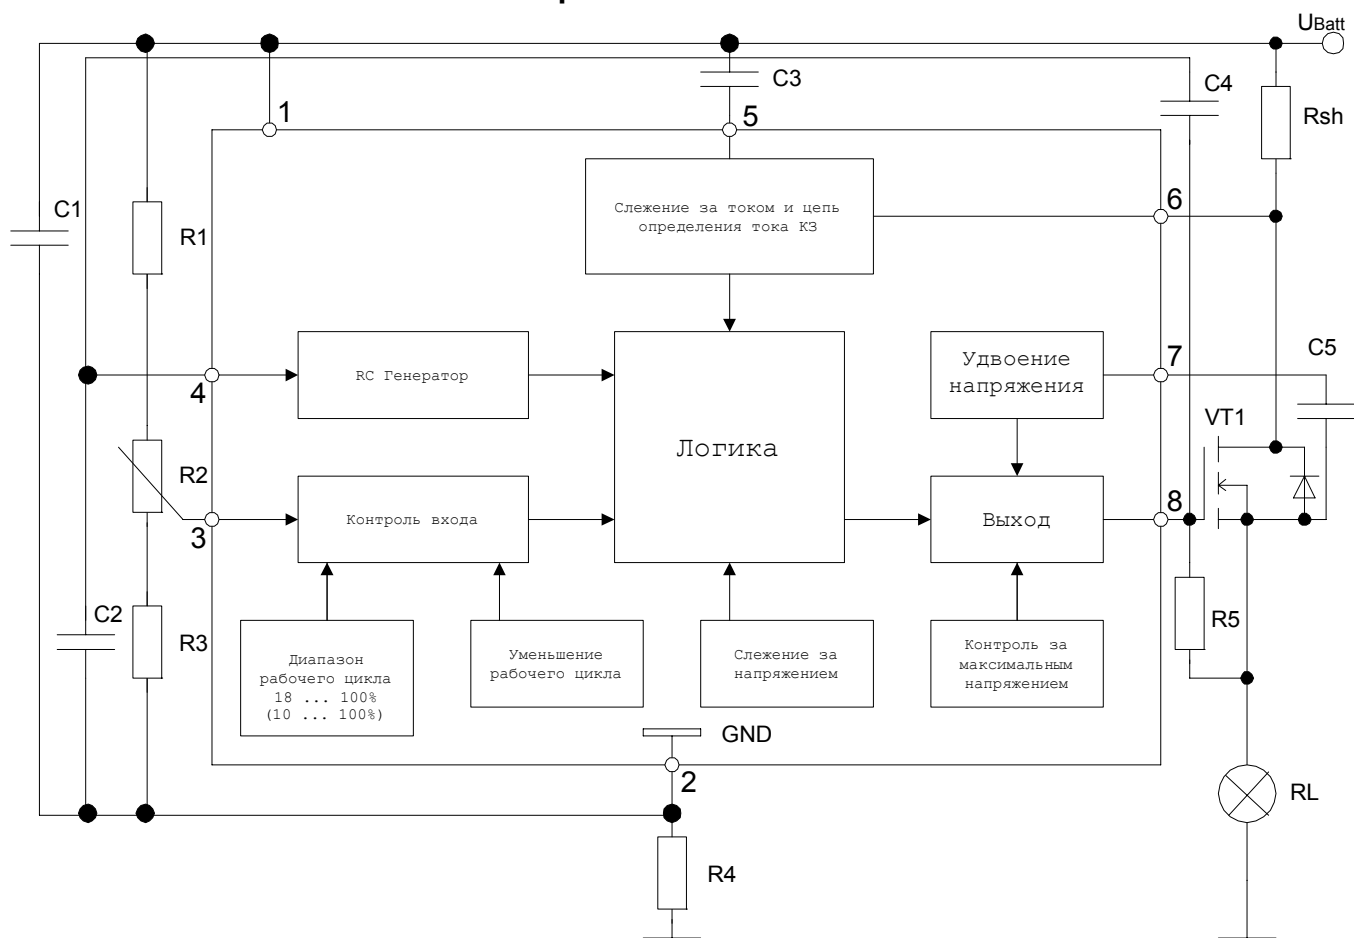 UBatt
C3
C4
1
5
Rsh
Слежение за током и цепь
определения тока КЗ
6
C1
R1
RC Генератор
4
Удвоение
напряжения
7
C5
VT1
Логика
R2
3
Контроль входа
Выход
8
C2
R3
Диапазон
рабочего цикла
18 ... 100%
(10 ... 100%)
Уменьшение
рабочего цикла
Слежение за
напряжением
Контроль за
максимальным
напряжением
R5
GND
2
RL
R4